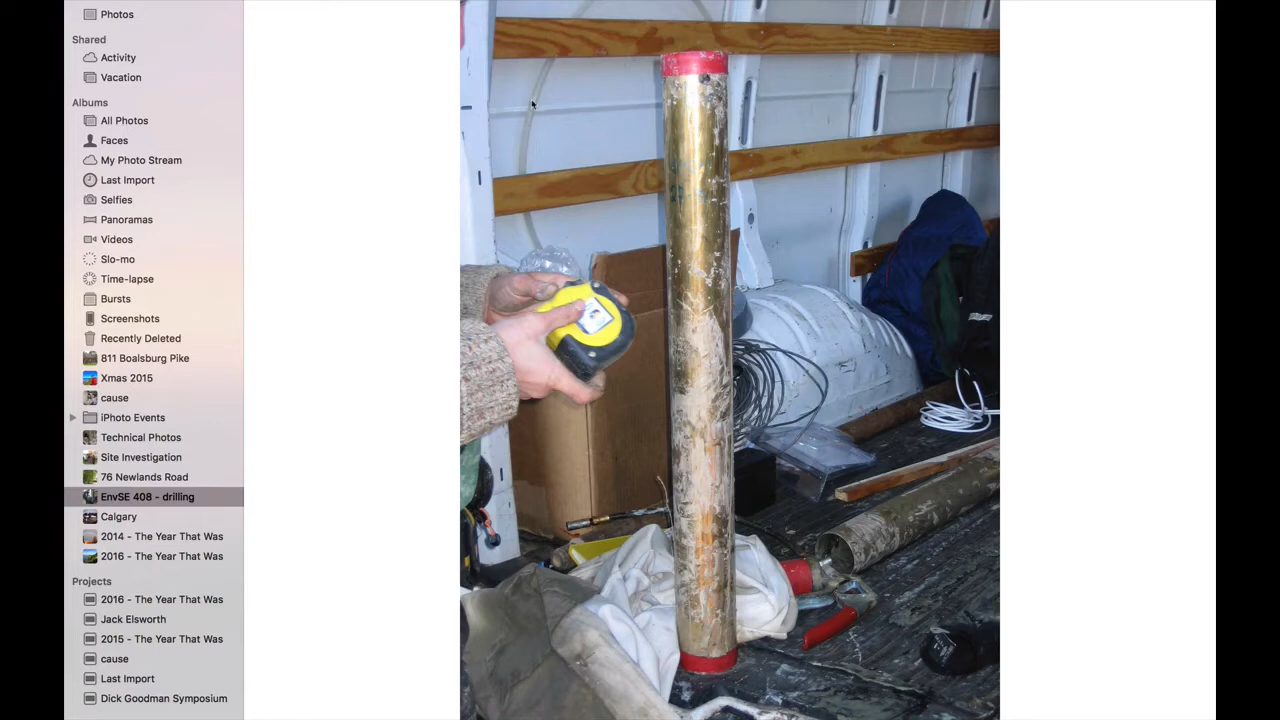 Photos
Shared
Activity
Vacation
Albums
All Photos
Faces
My Photo Stream
Last Import
Selfies
Panoramas
Videos
Slo-mo
Time-lapse
Bursts
Screenshots
Recently Deleted
811 Boalsburg Pike
Xmas 2015
cause
iPhoto Events
Technical Photos
Site Investigation
76 Newlands Road
EnvSE 408 - drilling
Calgary
2014 - The Year That Was
2016 - The Year That Was
Projects
2016 - The Year That Was
Jack Elsworth
2015 - The Year That Was
cause
Last Import
Dick Goodman Symposium